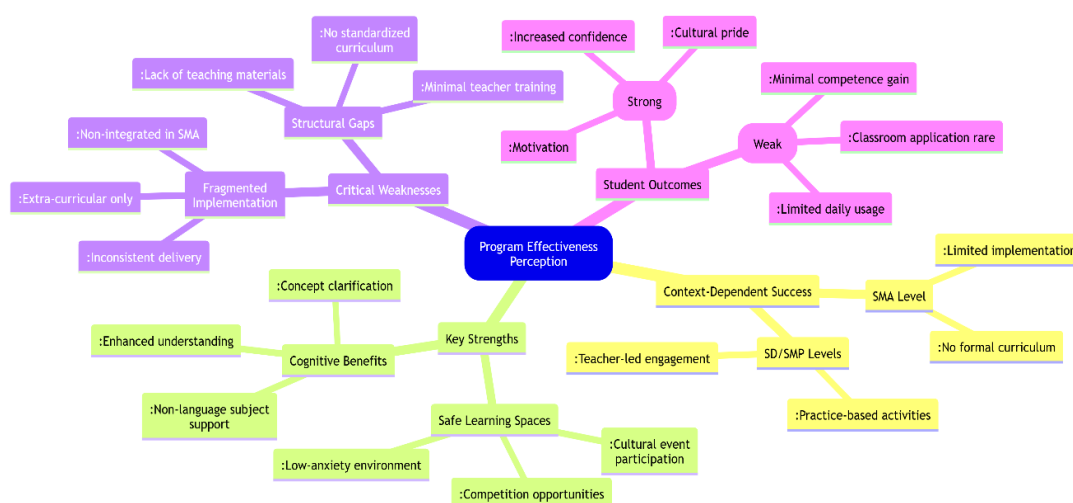 Program Effectiveness
Perception
Critical Weaknesses
Structural Gaps
:Lack of teaching materials
:No standardized
curriculum
:Minimal teacher training
Fragmented
Implementation
:Non-integrated in SMA
:Extra-curricular only
:Inconsistent delivery
Student Outcomes
Strong
:Increased confidence
:Cultural pride
:Motivation
Weak
:Minimal competence gain
:Classroom application rare
:Limited daily usage
Key Strengths
Cognitive Benefits
:Concept clarification
:Enhanced understanding
:Non-language subject
support
Safe Learning Spaces
:Low-anxiety environment
:Competition opportunities
:Cultural event
participation
Context-Dependent Success
SMA Level
:Limited implementation
:No formal curriculum
SD/SMP Levels
:Teacher-led engagement
:Practice-based activities